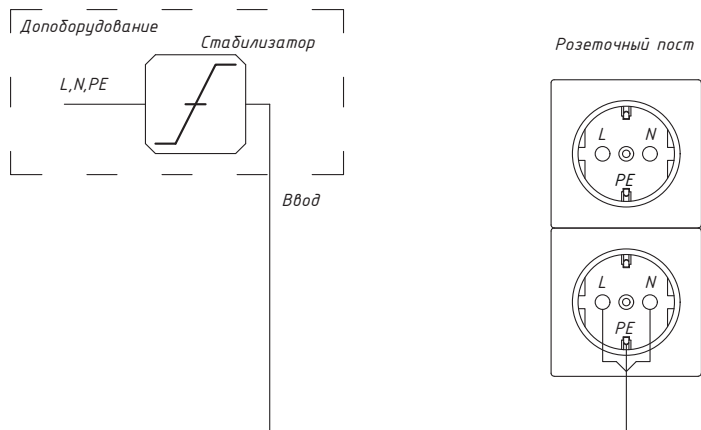 Допоборудование
Стабилизатор
L,N,PE
Ввод
Розеточный пост
L N
PE
L N
PE